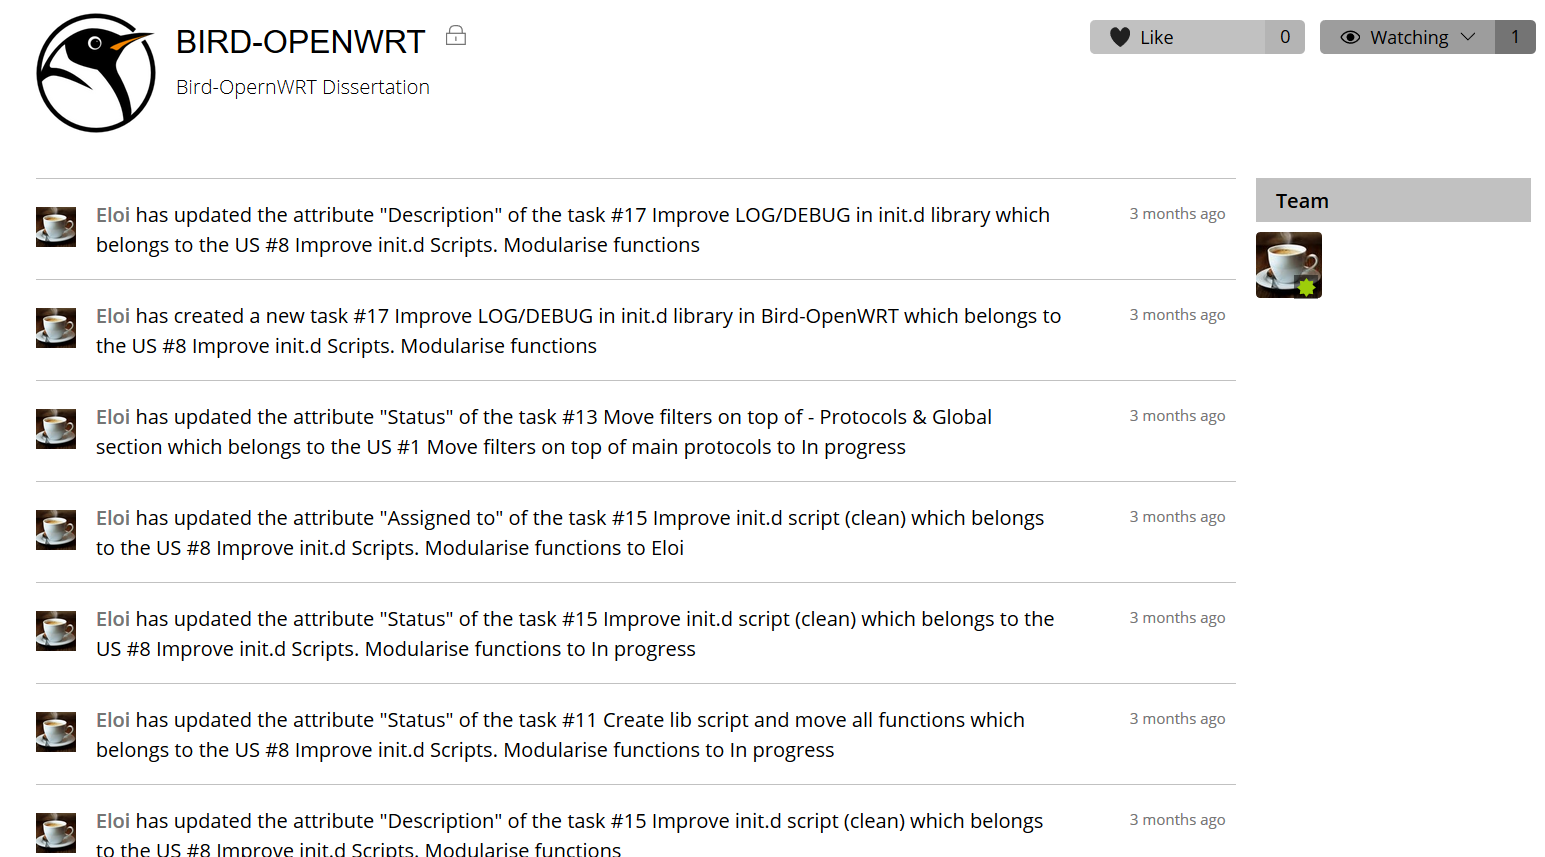 BIRD-OPENWRT
Like 0
Watching 1
Bird-OpernWRT Dissertation
Eloi has updated the attribute "Description" of the task #17 Improve LOG/DEBUG in init.d library which
belongs to the US #8 Improve init.d Scripts. Modularise functions
3 months ago
Team
Eloi has created a new task #17 Improve LOG/DEBUG in init.d library in Bird-OpenWRT which belongs to
the US #8 Improve init.d Scripts. Modularise functions
3 months ago
Eloi has updated the attribute "Status" of the task #13 Move filters on top of - Protocols & Global
section which belongs to the US #1 Move filters on top of main protocols to In progress
3 months ago
Eloi has updated the attribute "Assigned to" of the task #15 Improve init.d script (clean) which belongs
to the US #8 Improve init.d Scripts. Modularise functions to Eloi
3 months ago
Eloi has updated the attribute "Status" of the task #15 Improve init.d script (clean) which belongs to the
US #8 Improve init.d Scripts. Modularise functions to In progress
3 months ago
Eloi has updated the attribute "Status" of the task #11 Create lib script and move all functions which
belongs to the US #8 Improve init.d Scripts. Modularise functions to In progress
3 months ago
Eloi has updated the attribute "Description" of the task #15 Improve init.d script (clean) which belongs
to the US #8 Improve init.d Scripts. Modularise functions
3 months ago